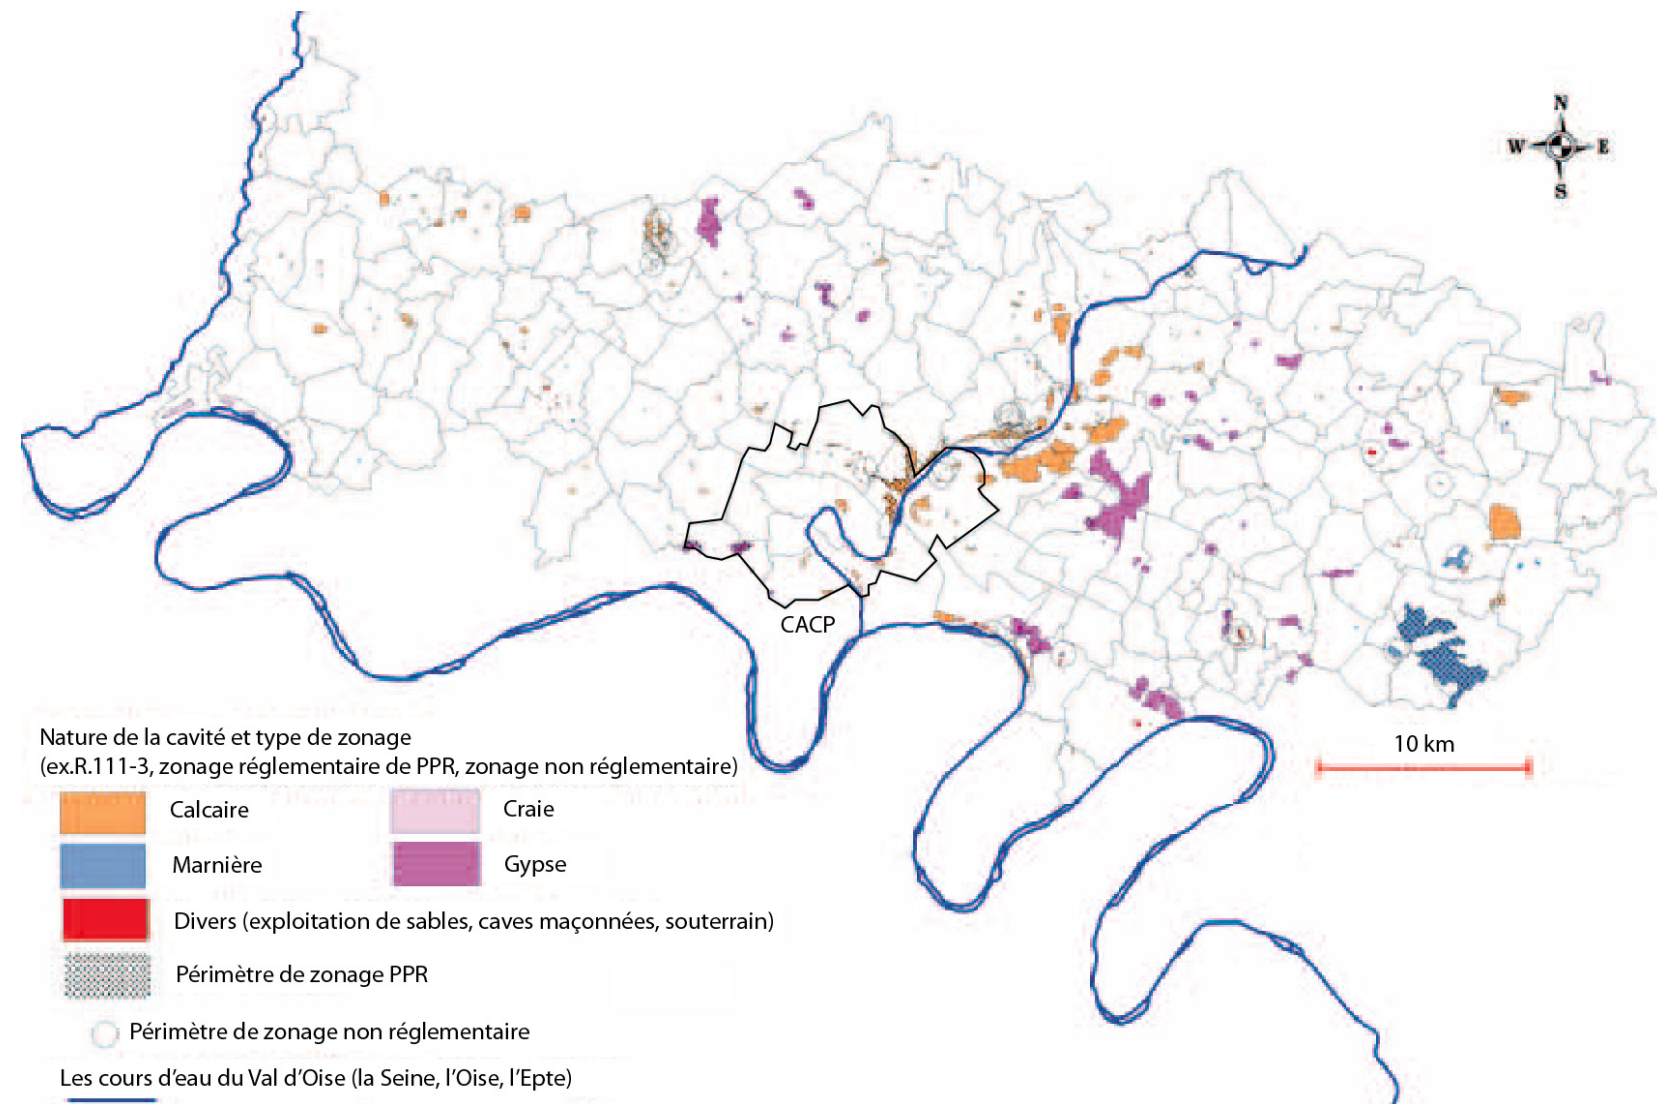 N
W E
S
CACP
10 km
Nature de la cavité et type de zonage
(ex.R.111-3, zonage réglementaire de PPR, zonage non réglementaire)
Calcaire
Craie
Marnière
Gypse
Divers (exploitation de sables, caves maçonnées, souterrain)
Périmètre de zonage PPR
Périmètre de zonage non réglementaire
Les cours d'eau du Val d'Oise (la Seine, l'Oise, l'Epte)